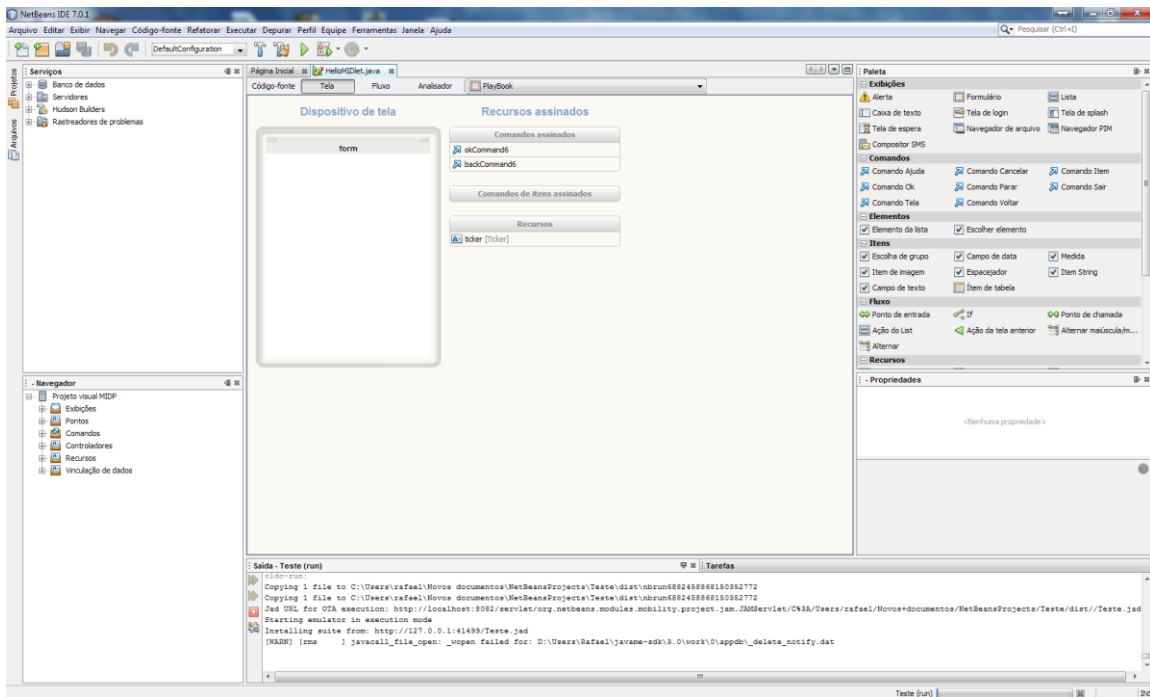 NetBeans IDE 7.0.1
Arquivo Editar Exibir Navegar Código-fonte Refatorar Executar Depurar Perfil Equipe Ferramentas Janela Ajuda
Pesquisar (Ctrl+I)
DefaultConfiguration
Projetos
Arquivos
Serviços
Banco de dados
Servidores
Hudson Builders
Rastreadores de problemas
- Navegador
Projeto visual MIDP
Exibições
Pontos
Comandos
Controladores
Recursos
Vinculação de dados
Página Inicial HelloMIDlet.java
Código-fonte Tela Fluxo Analisador PlayBook
Dispositivo de tela
form
Recursos assinados
Comandos assinados
okCommand6
backCommand6
Comandos de itens assinados
Recursos
ticker [Ticker]
Paleta
Exibições
Alerta Formulário Lista
Caixa de texto Tela de login Tela de splash
Tela de espera Navegador de arquivo Navegador PIM
Compositor SMS
Comandos
Comando Ajuda Comando Cancelar Comando Item
Comando Ok Comando Parar Comando Sair
Comando Tela Comando Voltar
Elementos
Elemento da lista Escolher elemento
Itens
Escolha de grupo Campo de data Medida
Item de imagem Espacejador Item String
Campo de texto Ítem de tabela
Fluxo
Ponto de entrada If Ponto de chamada
Ação do List Ação da tela anterior Alternar maiúscula/m...
Alternar
Recursos
- Propriedades
<Nenhuma propriedade>
Saída - Teste (run)
Tarefas
cldc-run:
Copying 1 file to C:\Users\rafael\Novos documentos\NetBeansProjects\Teste\dist\nbrun6882458868150352772
Copying 1 file to C:\Users\rafael\Novos documentos\NetBeansProjects\Teste\dist\nbrun6882458868150352772
Jad URL for OTA execution: http://localhost:8082/servlet/org.netbeans.modules.mobility.project.jam.JAMServlet/C%3A/Users/rafael/Novos+documentos/NetBeansProjects/Teste/dist//Teste.jad
Starting emulator in execution mode
Installing suite from: http://127.0.0.1:41499/Teste.jad
[WARN] [rms ] javacall_file_open: _wopen failed for: D:\Users\Rafael\javame-sdk\3.0\work\0\appdb\_delete_notify.dat
Teste (run)
INS